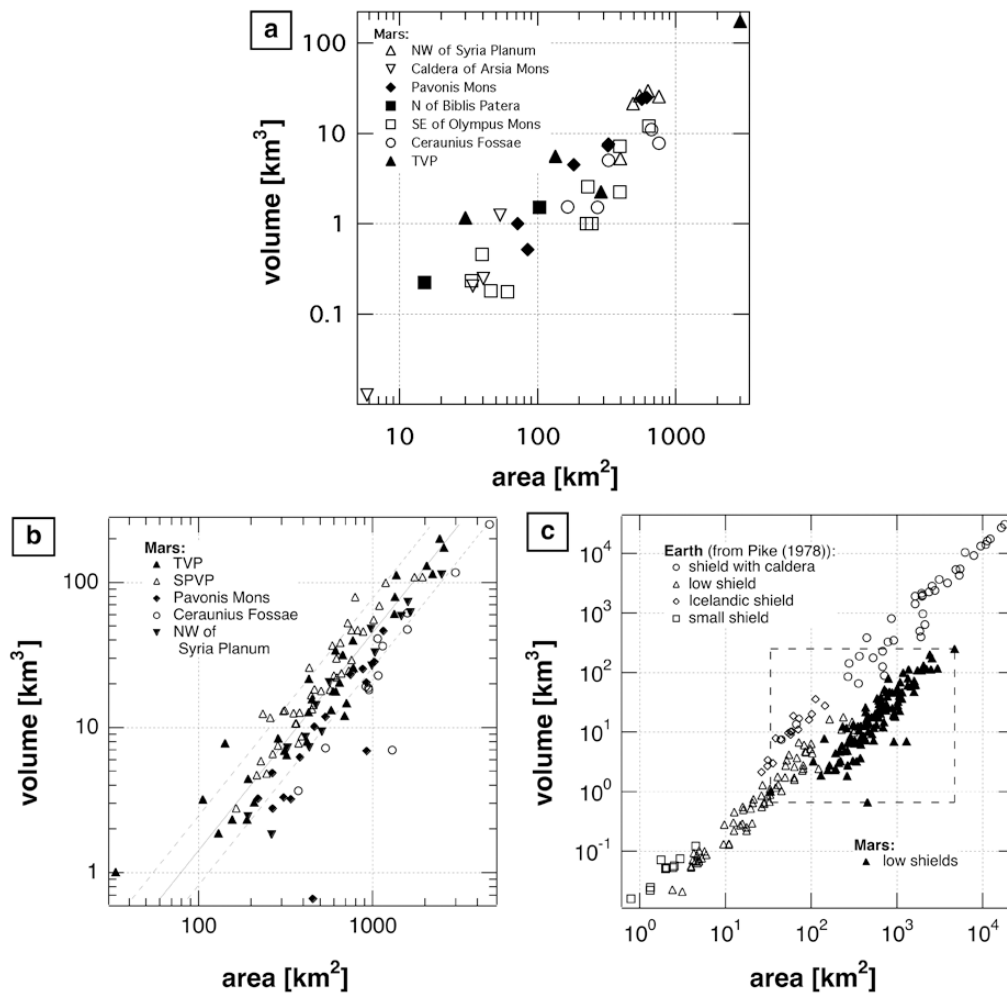 a
Mars:
NW of Syria Planum
Caldera of Arsia Mons
Pavonis Mons
N of Biblis Patera
SE of Olympus Mons
Ceraunius Fossae
TVP
volume [km³]
100
10
1
0.1
10
100
1000
area [km²]
b
Mars:
TVP
SPVP
Pavonis Mons
Ceraunius Fossae
NW of
Syria Planum
volume [km³]
100
10
1
100
1000
area [km²]
c
Earth (from Pike (1978)):
shield with caldera
low shield
Icelandic shield
small shield
Mars:
low shields
volume [km³]
10⁴
10³
10²
10¹
10⁰
10⁻¹
10⁰
10¹
10²
10³
10⁴
area [km²]